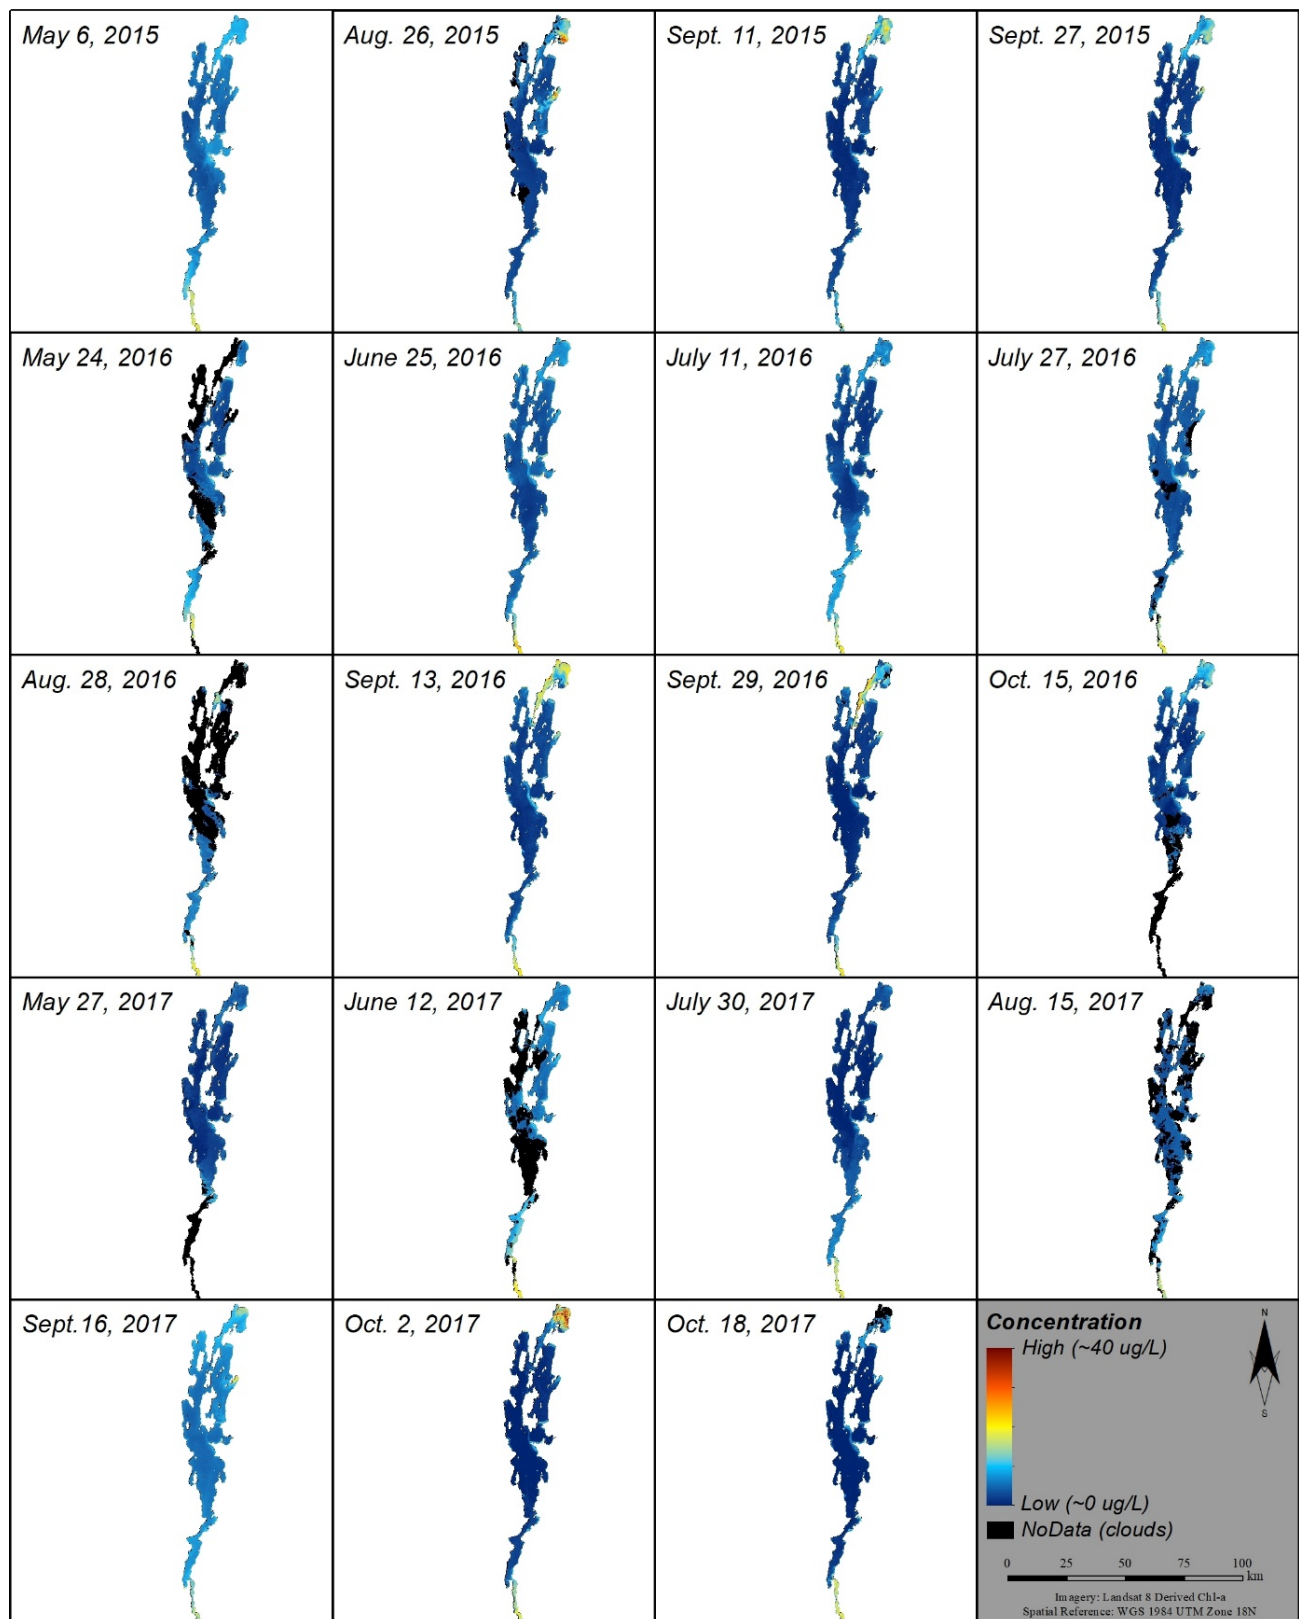 May 6, 2015
Aug. 26, 2015
Sept. 11, 2015
Sept. 27, 2015
May 24, 2016
June 25, 2016
July 11, 2016
July 27, 2016
Aug. 28, 2016
Sept. 13, 2016
Sept. 29, 2016
Oct. 15, 2016
May 27, 2017
June 12, 2017
July 30, 2017
Aug. 15, 2017
Sept.16, 2017
Oct. 2, 2017
Oct. 18, 2017
Concentration
High (~40 ug/L)
Low (~0 ug/L)
NoData (clouds)
N
S
0 25 50 75 100
km
Imagery: Landsat 8 Derived Chl-a
Spatial Reference: WGS 1984 UTM Zone 18N